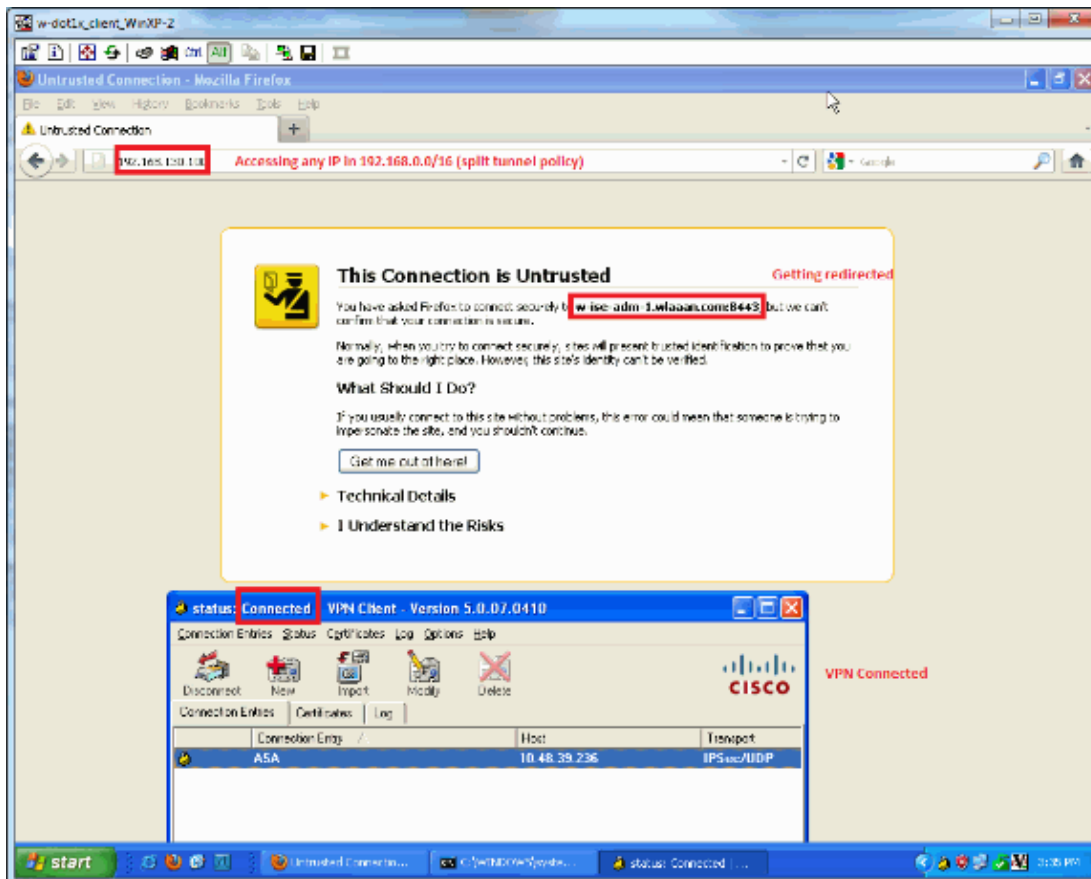 w-dot1x_client_WinXP-2
Ctrl Alt
Untrusted Connection - Mozilla Firefox
File Edit View History Bookmarks Tools Help
Untrusted Connection
Accessing any IP in 192.168.0.0/16 (split tunnel policy)
Google
This Connection is Untrusted
Getting redirected
You have asked Firefox to connect securely to w-ise-adm-1.wlaaan.com:8443, but we can't
confirm that your connection is secure.
Normally, when you try to connect securely, sites will present trusted identification to prove that you
are going to the right place. However, this site's identity can't be verified.
What Should I Do?
If you usually connect to this site without problems, this error could mean that someone is trying to
impersonate the site, and you shouldn't continue.
Get me out of here!
Technical Details
I Understand the Risks
status: Connected VPN Client - Version 5.0.07.0410
Connection Entries Status Certificates Log Options Help
Disconnect New Import Modify Delete
CISCO
VPN Connected
Connection Entries Certificates Log
Connection Entry / Host Transport
ASA 10.48.39.236 IPSec/UDP
start
Untrusted Connectio...
C:\WINDOWS\syste...
status: Connected | ...
3:35 PM